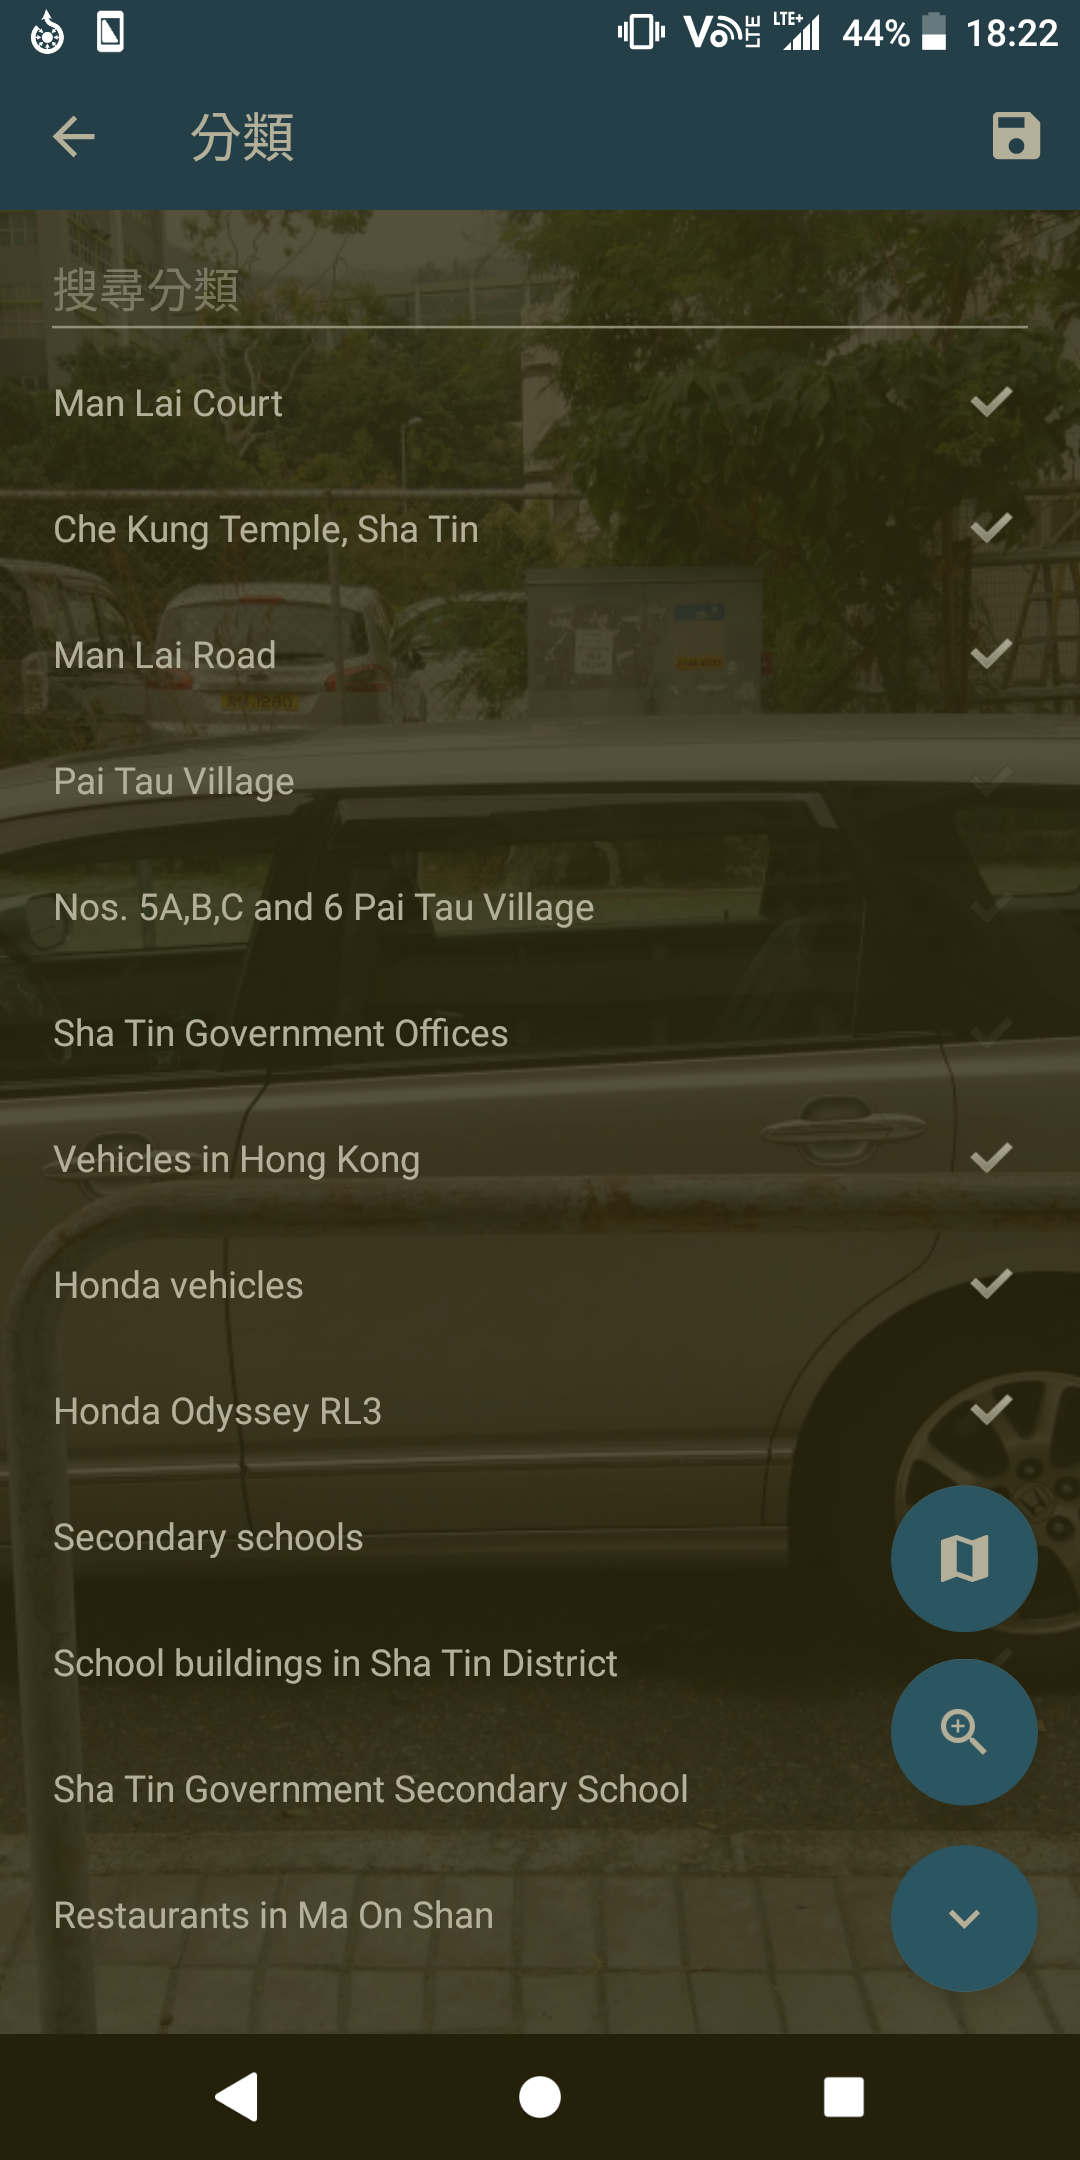 LTE+
Vo LTE
44%
18:22
分類
搜尋分類
Man Lai Court
Che Kung Temple, Sha Tin
Man Lai Road
Pai Tau Village
Nos. 5A,B,C and 6 Pai Tau Village
Sha Tin Government Offices
Vehicles in Hong Kong
Honda vehicles
Honda Odyssey RL3
Secondary schools
School buildings in Sha Tin District
Sha Tin Government Secondary School
Restaurants in Ma On Shan